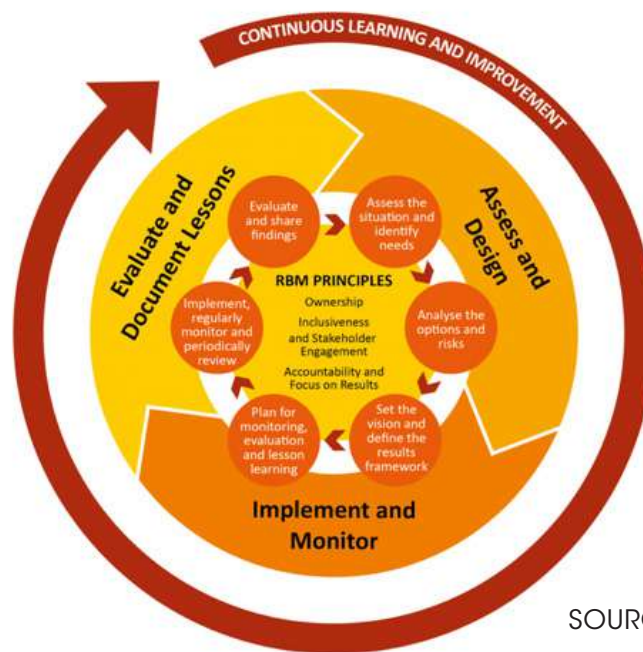 CONTINUOUS LEARNING AND IMPROVEMENT
Assess and
Design
Implement and
Monitor
Evaluate and
Document Lessons
Assess the
situation and
identify
needs
Analyse the
options and
risks
Set the
vision and
define the
results
framework
Plan for
monitoring,
evaluation
and lesson
learning
Implement,
regularly
monitor and
periodically
review
Evaluate
and share
findings
RBM PRINCIPLES
Ownership
Inclusiveness
and Stakeholder
Engagement
Accountability and
Focus on Results